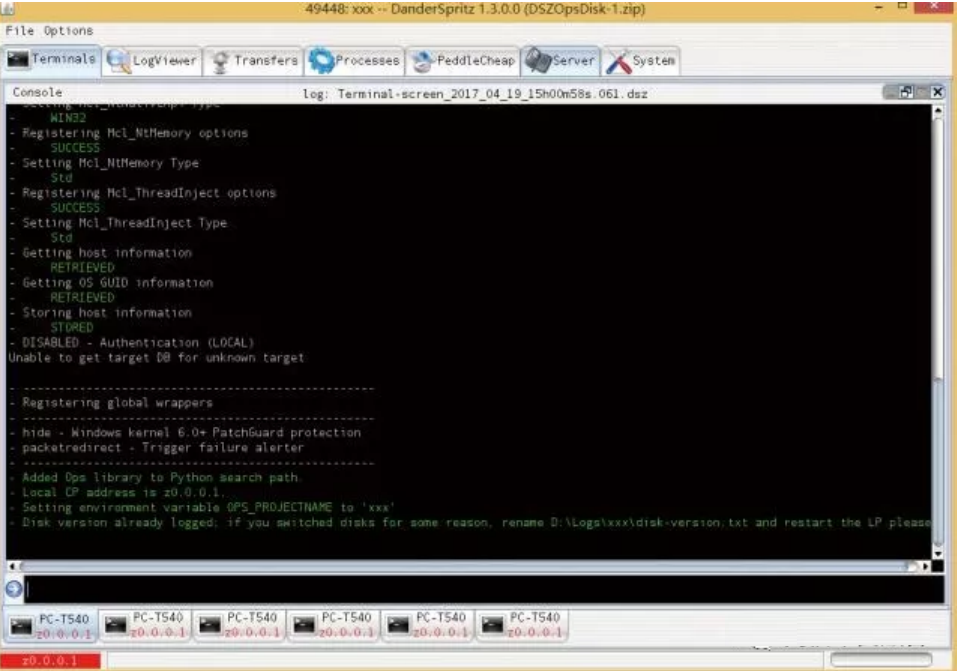 49448: xxx -- DanderSpritz 1.3.0.0 (DSZOpsDisk-1.zip)
File Options
Terminals LogViewer Transfers Processes PeddleCheap Server System
Console log: Terminal-screen_2017_04_19_15h00m58s.061.dsz
- WIN32
- Registering Mcl_NtMemory options
- SUCCESS
- Setting Mcl_NtMemory Type
- Std
- Registering Mcl_ThreadInject options
- SUCCESS
- Setting Mcl_ThreadInject Type
- Std
- Getting host information
- RETRIEVED
- Getting OS GUID information
- RETRIEVED
- Storing host information
- STORED
- DISABLED - Authentication (LOCAL)
Unable to get target DB for unknown target
- --------------------------------------------------
- Registering global wrappers
- --------------------------------------------------
- hide - Windows kernel 6.0+ PatchGuard protection
- packetredirect - Trigger failure alerter
- --------------------------------------------------
- Added Ops library to Python search path
- Local CP address is z0.0.0.1.
- Setting environment variable OPS_PROJECTNAME to 'xxx'
- Disk version already logged; if you switched disks for some reason, rename D:\Logs\xxx\disk-version.txt and restart the LP please
PC-T540 PC-T540 PC-T540 PC-T540 PC-T540 PC-T540
z0.0.0.1 z0.0.0.1 z0.0.0.1 z0.0.0.1 z0.0.0.1 z0.0.0.1
z0.0.0.1